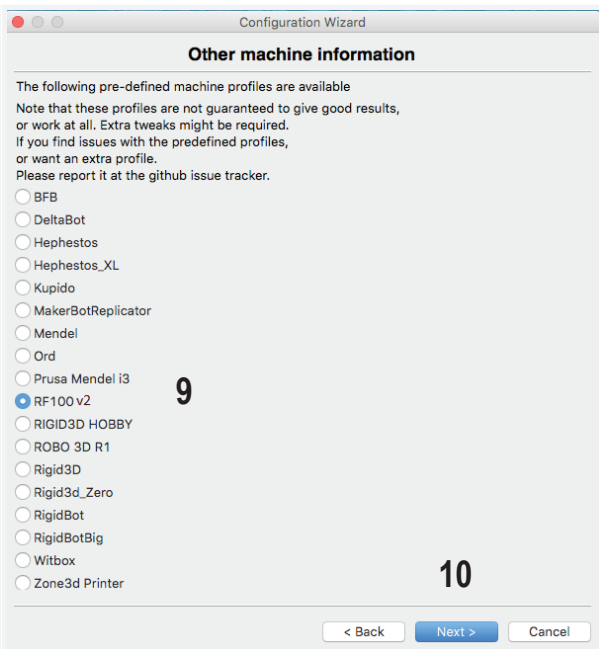 Configuration Wizard
Other machine information
The following pre-defined machine profiles are available
Note that these profiles are not guaranteed to give good results,
or work at all. Extra tweaks might be required.
If you find issues with the predefined profiles,
or want an extra profile.
Please report it at the github issue tracker.
BFB
DeltaBot
Hephestos
Hephestos_XL
Kupido
MakerBotReplicator
Mendel
Ord
Prusa Mendel i3
9
RF100 v2
RIGID3D HOBBY
ROBO 3D R1
Rigid3D
Rigid3d_Zero
RigidBot
RigidBotBig
Witbox
10
Zone3d Printer
< Back Next > Cancel